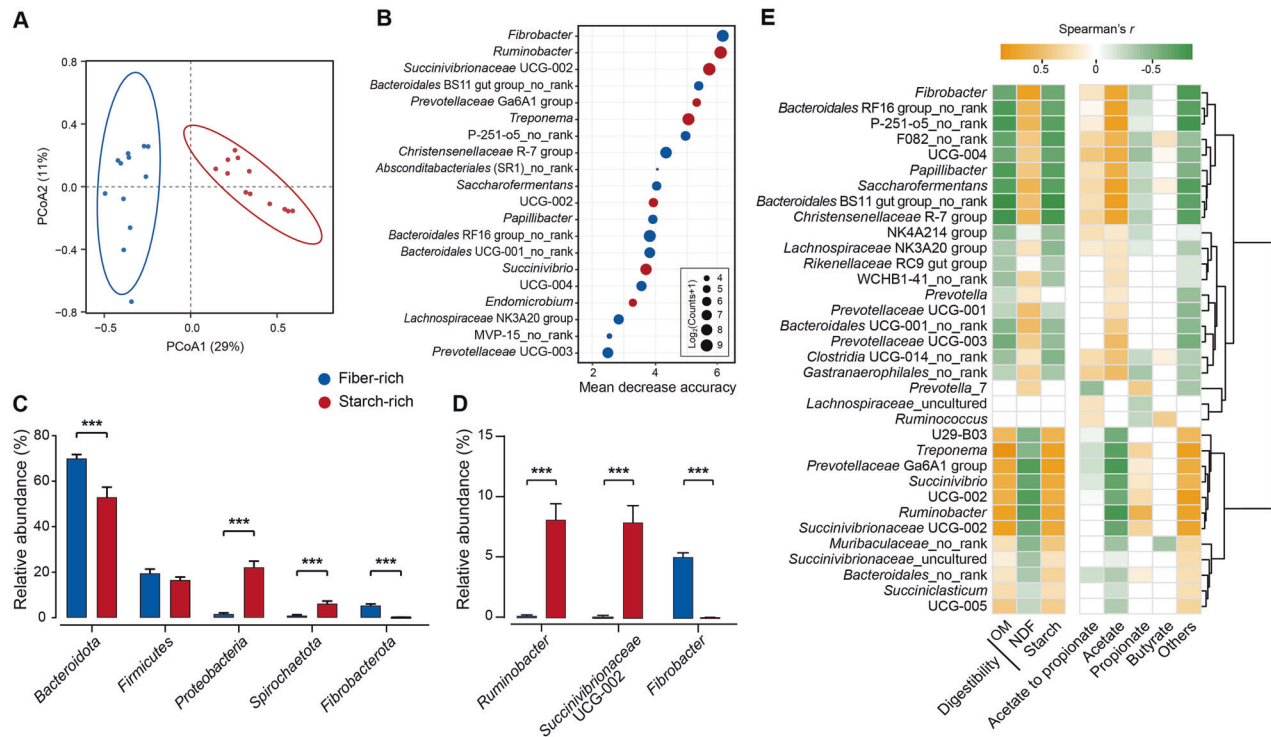 A
0.8
0.4
0.0
−0.4
−0.8
−0.5
0.0
0.5
PCoA2 (11%)
PCoA1 (29%)
B
Fibrobacter
Ruminobacter
Succinivibrionaceae UCG-002
Bacteroidales BS11 gut group_no_rank
Prevotellaceae Ga6A1 group
Treponema
P-251-o5_no_rank
Christensenellaceae R-7 group
Absconditabacteriales (SR1)_no_rank
Saccharofermentans
UCG-002
Papillibacter
Bacteroidales RF16 group_no_rank
Bacteroidales UCG-001_no_rank
Succinivibrio
UCG-004
Endomicrobium
Lachnospiraceae NK3A20 group
MVP-15_no_rank
Prevotellaceae UCG-003
Log2(Counts+1)
4
5
6
7
8
9
2
4
6
Mean decrease accuracy
Fiber-rich
Starch-rich
C
Relative abundance (%)
80
60
40
20
0
***
***
***
***
Bacteroidota
Firmicutes
Proteobacteria
Spirochaetota
Fibrobacterota
D
Relative abundance (%)
15
10
5
0
***
***
***
Ruminobacter
Succinivibrionaceae
UCG-002
Fibrobacter
E
Spearman's r
0.5
0
-0.5
Fibrobacter
Bacteroidales RF16 group_no_rank
P-251-o5_no_rank
F082_no_rank
UCG-004
Papillibacter
Saccharofermentans
Bacteroidales BS11 gut group_no_rank
Christensenellaceae R-7 group
NK4A214 group
Lachnospiraceae NK3A20 group
Rikenellaceae RC9 gut group
WCHB1-41_no_rank
Prevotella
Prevotellaceae UCG-001
Bacteroidales UCG-001_no_rank
Prevotellaceae UCG-003
Clostridia UCG-014_no_rank
Gastranaerophilales_no_rank
Prevotella_7
Lachnospiraceae_uncultured
Ruminococcus
U29-B03
Treponema
Prevotellaceae Ga6A1 group
Succinivibrio
UCG-002
Ruminobacter
Succinivibrionaceae UCG-002
Muribaculaceae_no_rank
Succinivibrionaceae_uncultured
Bacteroidales_no_rank
Succiniclasticum
UCG-005
OM
NDF
Starch
Digestibility
Acetate to propionate
Acetate
Propionate
Butyrate
Others